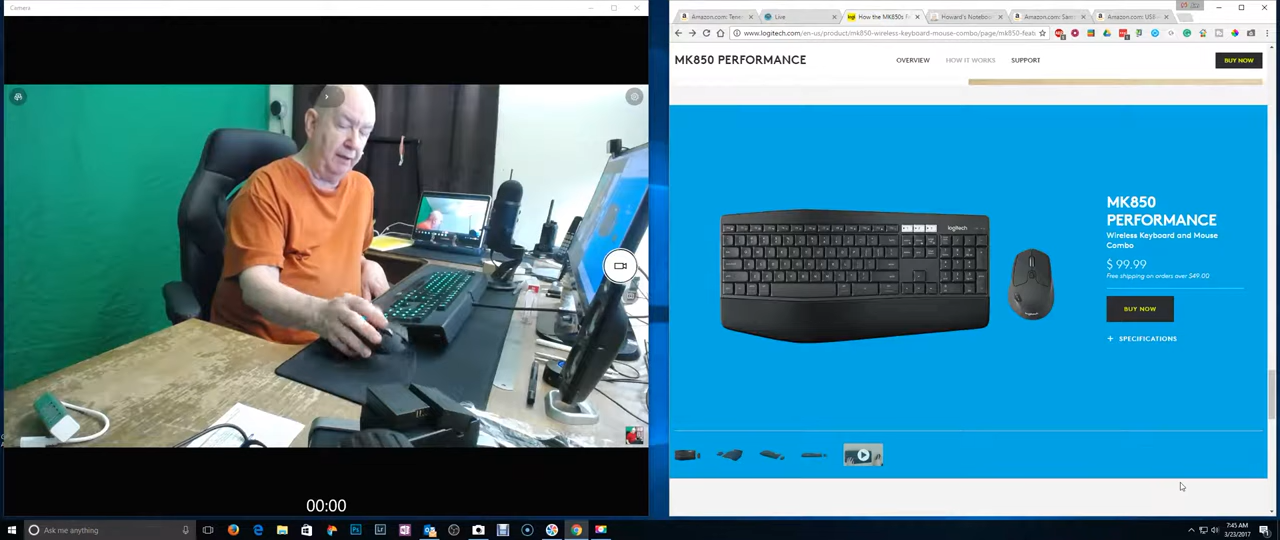 Camera
Amazon.com: Tenn
Live
How the MK850s Pe
Howard's Notebook
Amazon.com: Sam
Amazon.com: USB
www.logitech.com/en-us/product/mk850-wireless-keyboard-mouse-combo/page/mk850-feat
MK850 PERFORMANCE
OVERVIEW
HOW IT WORKS
SUPPORT
BUY NOW
logitech
MK850
PERFORMANCE
Wireless Keyboard and Mouse
Combo
$ 99.99
Free shipping on orders over $49.00
BUY NOW
+ SPECIFICATIONS
00:00
Ask me anything
7:45 AM
3/23/2017